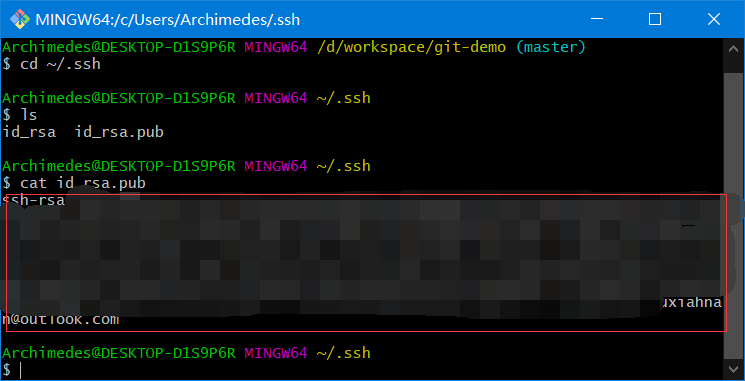 MINGW64:/c/Users/Archimedes/.ssh
Archimedes@DESKTOP-D1S9P6R MINGW64 /d/workspace/git-demo (master)
$ cd ~/.ssh
Archimedes@DESKTOP-D1S9P6R MINGW64 ~/.ssh
$ ls
id_rsa  id_rsa.pub
Archimedes@DESKTOP-D1S9P6R MINGW64 ~/.ssh
$ cat id_rsa.pub
ssh-rsa
n@outlook.com
Archimedes@DESKTOP-D1S9P6R MINGW64 ~/.ssh
$